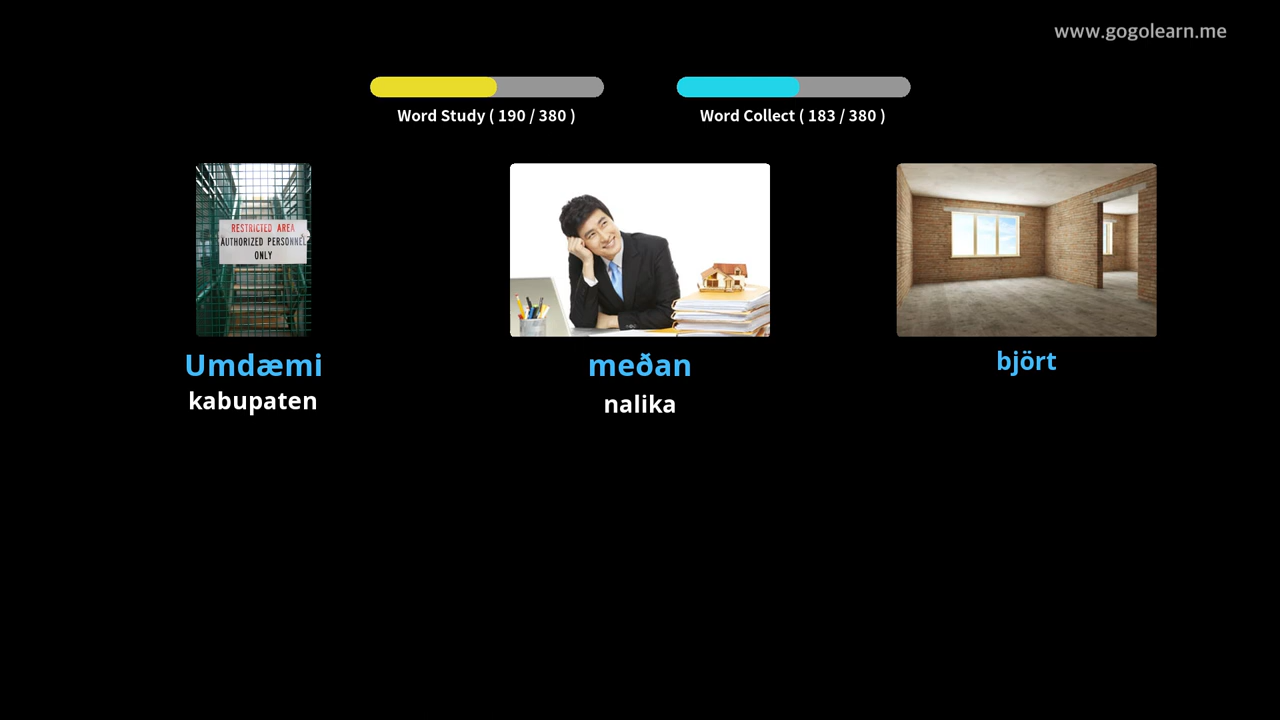 www.gogolearn.me
Word Study ( 190 / 380 )
Word Collect ( 183 / 380 )
RESTRICTED AREA
AUTHORIZED PERSONNEL
ONLY
Umdæmi
kabupaten
meðan
nalika
björt